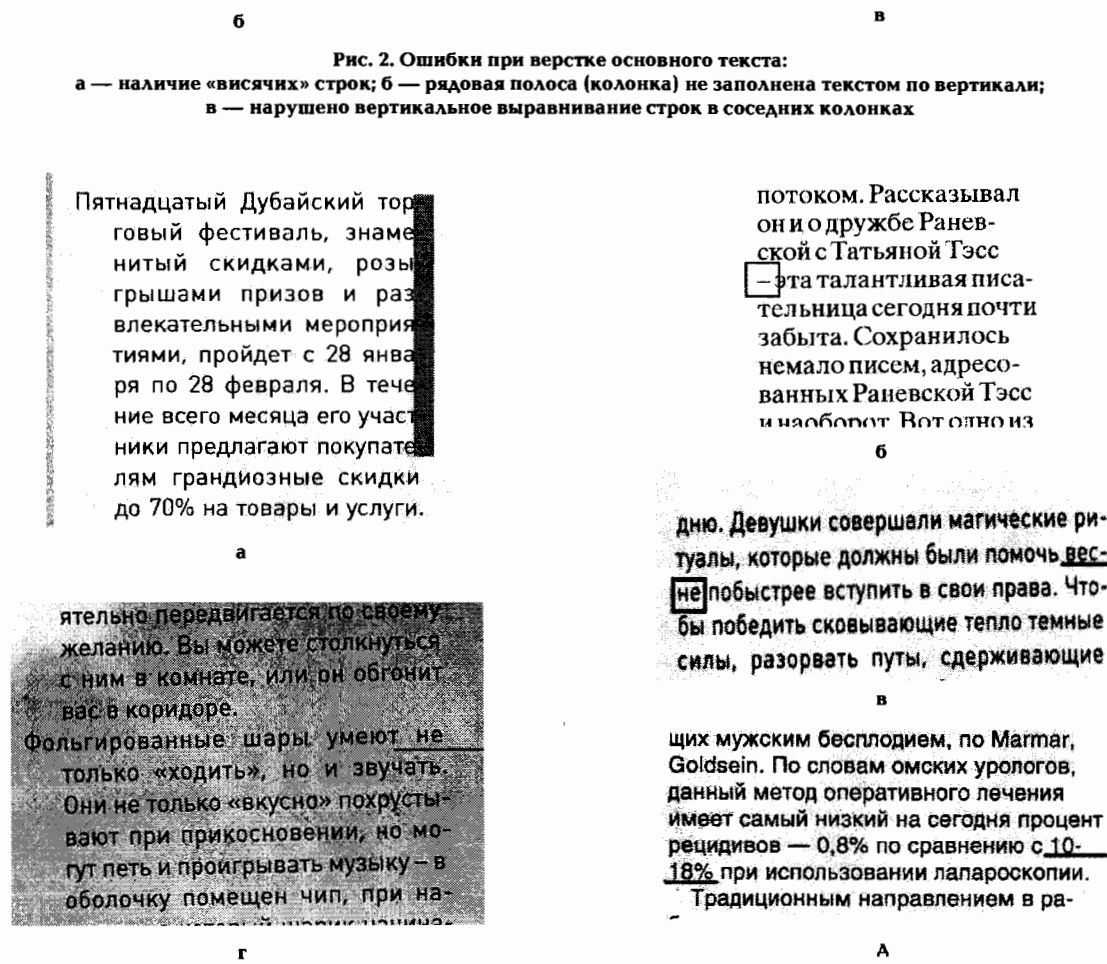 б
в
Рис. 2. Ошибки при верстке основного текста:
а — наличие «висячих» строк; б — рядовая полоса (колонка) не заполнена текстом по вертикали;
в — нарушено вертикальное выравнивание строк в соседних колонках
Пятнадцатый Дубайский тор
говый фестиваль, знаме
нитый скидками, розы
грышами призов и раз
влекательными мероприя
тиями, пройдет с 28 янва
ря по 28 февраля. В тече
ние всего месяца его участ
ники предлагают покупате
лям грандиозные скидки
до 70% на товары и услуги.
а
потоком. Рассказывал
он и о дружбе Ранев-
ской с Татьяной Тэсс
– эта талантливая писа-
тельница сегодня почти
забыта. Сохранилось
немало писем, адресо-
ванных Раневской Тэсс
и наоборот. Вот одно из
б
дню. Девушки совершали магические ри-
туалы, которые должны были помочь вес-
не побыстрее вступить в свои права. Что-
бы победить сковывающие тепло темные
силы, разорвать путы, сдерживающие
в
ятельно передвигается по своему
желанию. Вы можете столкнуться
с ним в комнате, или он обгонит
вас в коридоре.
Фольгированные шары умеют не
только «ходить», но и звучать.
Они не только «вкусно» похрусты-
вают при прикосновении, но мо-
гут петь и проигрывать музыку – в
оболочку помещен чип, при на-
шарик начина-
г
щих мужским бесплодием, по Marmar,
Goldsein. По словам омских урологов,
данный метод оперативного лечения
имеет самый низкий на сегодня процент
рецидивов — 0,8% по сравнению с 10-
18% при использовании лапароскопии.
Традиционным направлением в ра-
д